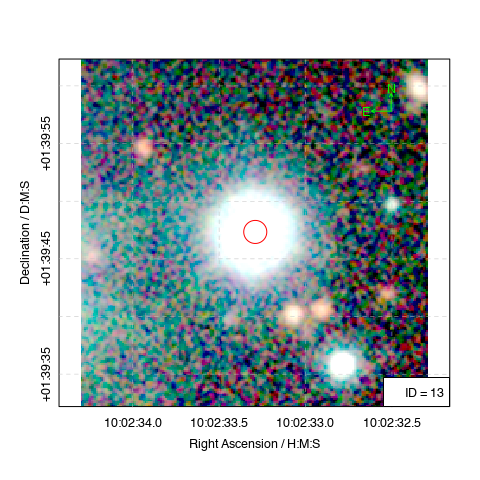 N
E
+01:39:55
+01:39:45
+01:39:35
Declination / D:M:S
ID = 13
10:02:34.0 10:02:33.5 10:02:33.0 10:02:32.5
Right Ascension / H:M:S